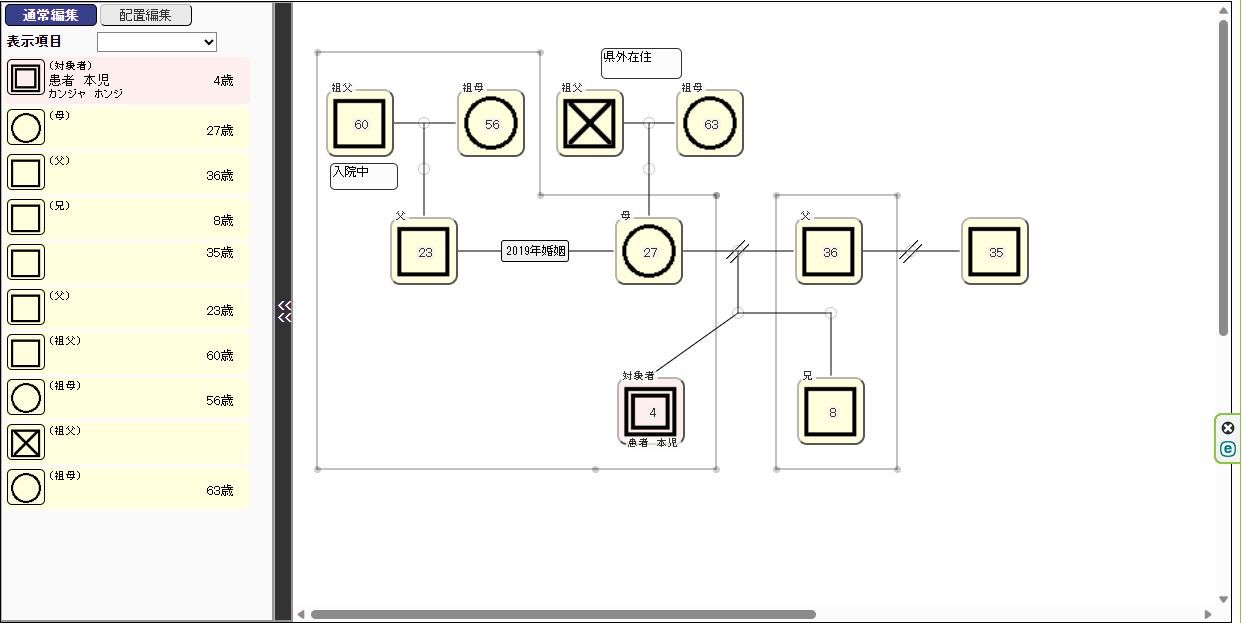 通常編集
配置編集
表示項目
(対象者)
患者 本児
カンジャ ホンジ
4歳
(母)
27歳
(父)
36歳
(兄)
8歳
35歳
(父)
23歳
(祖父)
60歳
(祖母)
56歳
(祖父)
(祖母)
63歳
県外在住
祖父
祖母
祖父
祖母
60
56
63
入院中
父
母
父
23
2019年婚姻
27
36
35
対象者
兄
4
8
患者 本児